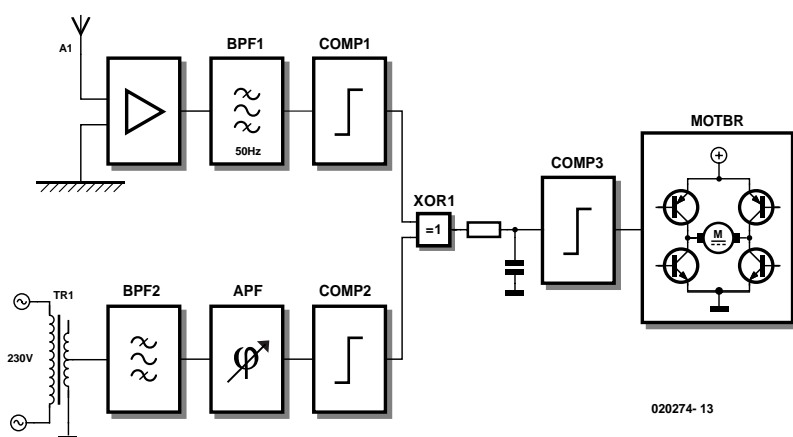 A1
BPF1
COMP1
50Hz
MOTBR
COMP3
M
XOR1
=1
TR1
BPF2
APF
COMP2
φ
230V
020274- 13